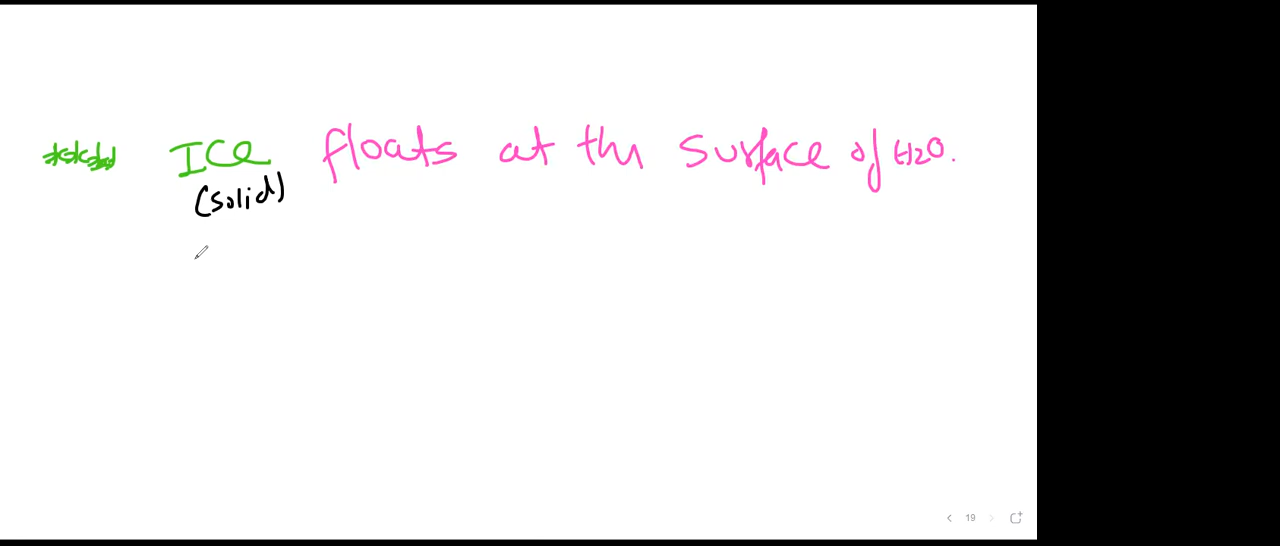 *** ICe floats at the surface of H2O.
(solid)
19